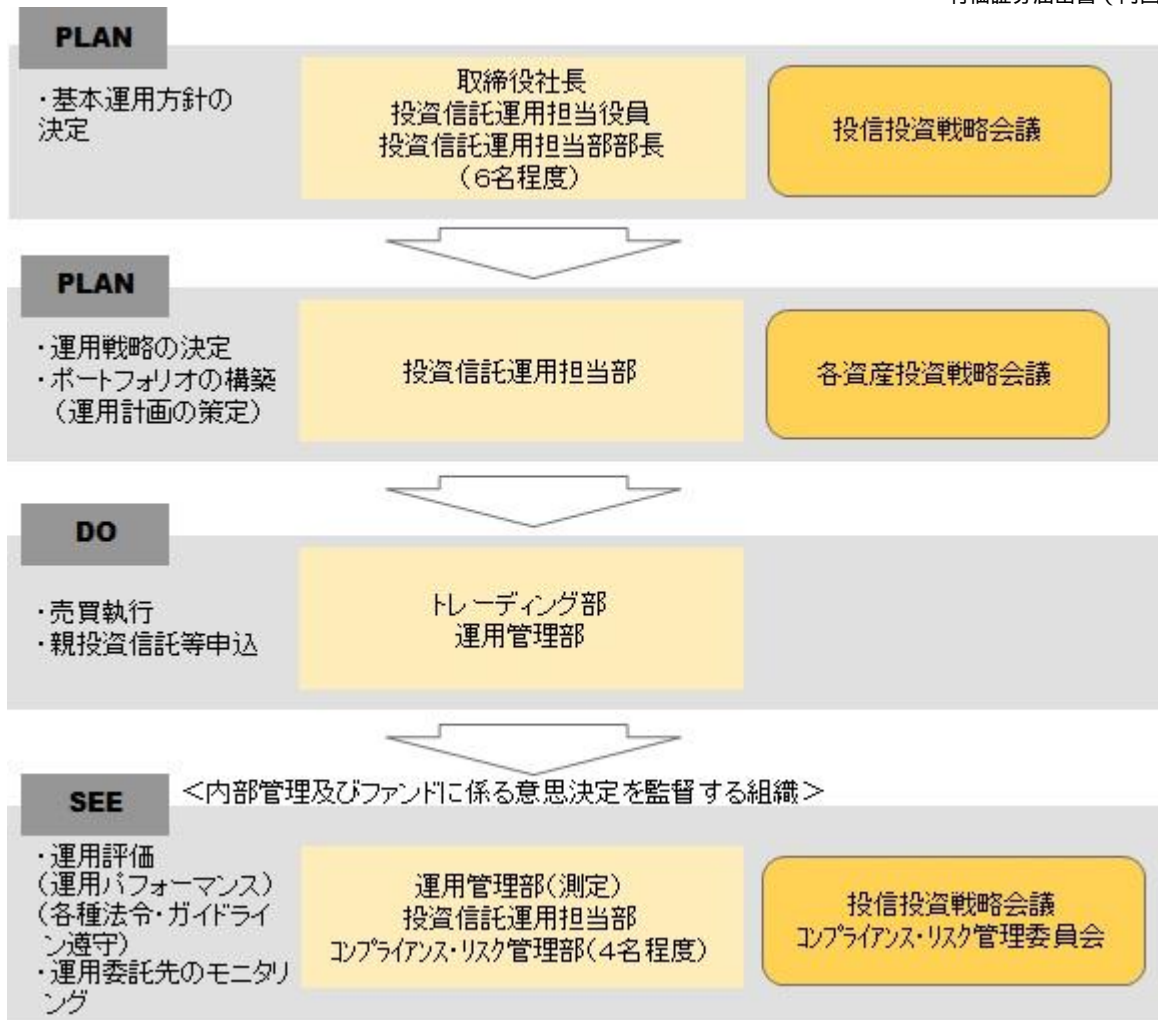 PLAN
・基本運用方針の
決定
取締役社長
投資信託運用担当役員
投資信託運用担当部部長
(6名程度)
投信投資戦略会議
PLAN
・運用戦略の決定
・ポートフォリオの構築
(運用計画の策定)
投資信託運用担当部
各資産投資戦略会議
DO
・売買執行
・親投資信託等申込
トレーディング部
運用管理部
SEE
<内部管理及びファンドに係る意思決定を監督する組織>
・運用評価
(運用パフォーマンス)
(各種法令・ガイドライ
ン遵守)
・運用委託先のモニタリ
ング
運用管理部(測定)
投資信託運用担当部
コンプライアンス・リスク管理部(4名程度)
投信投資戦略会議
コンプライアンス・リスク管理委員会